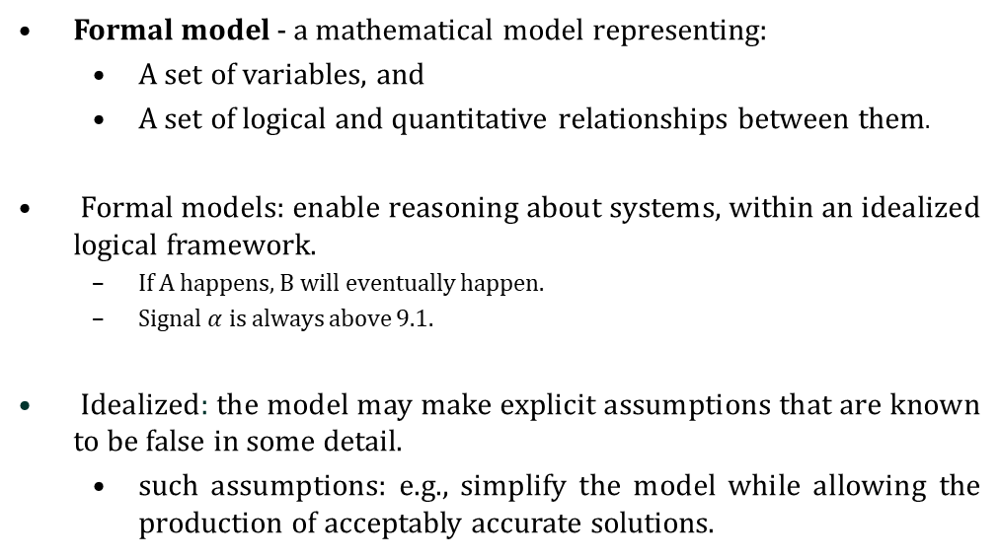 • Formal model - a mathematical model representing:
• A set of variables, and
• A set of logical and quantitative relationships between them.
• Formal models: enable reasoning about systems, within an idealized
logical framework.
– If A happens, B will eventually happen.
– Signal α is always above 9.1.
• Idealized: the model may make explicit assumptions that are known
to be false in some detail.
• such assumptions: e.g., simplify the model while allowing the
production of acceptably accurate solutions.